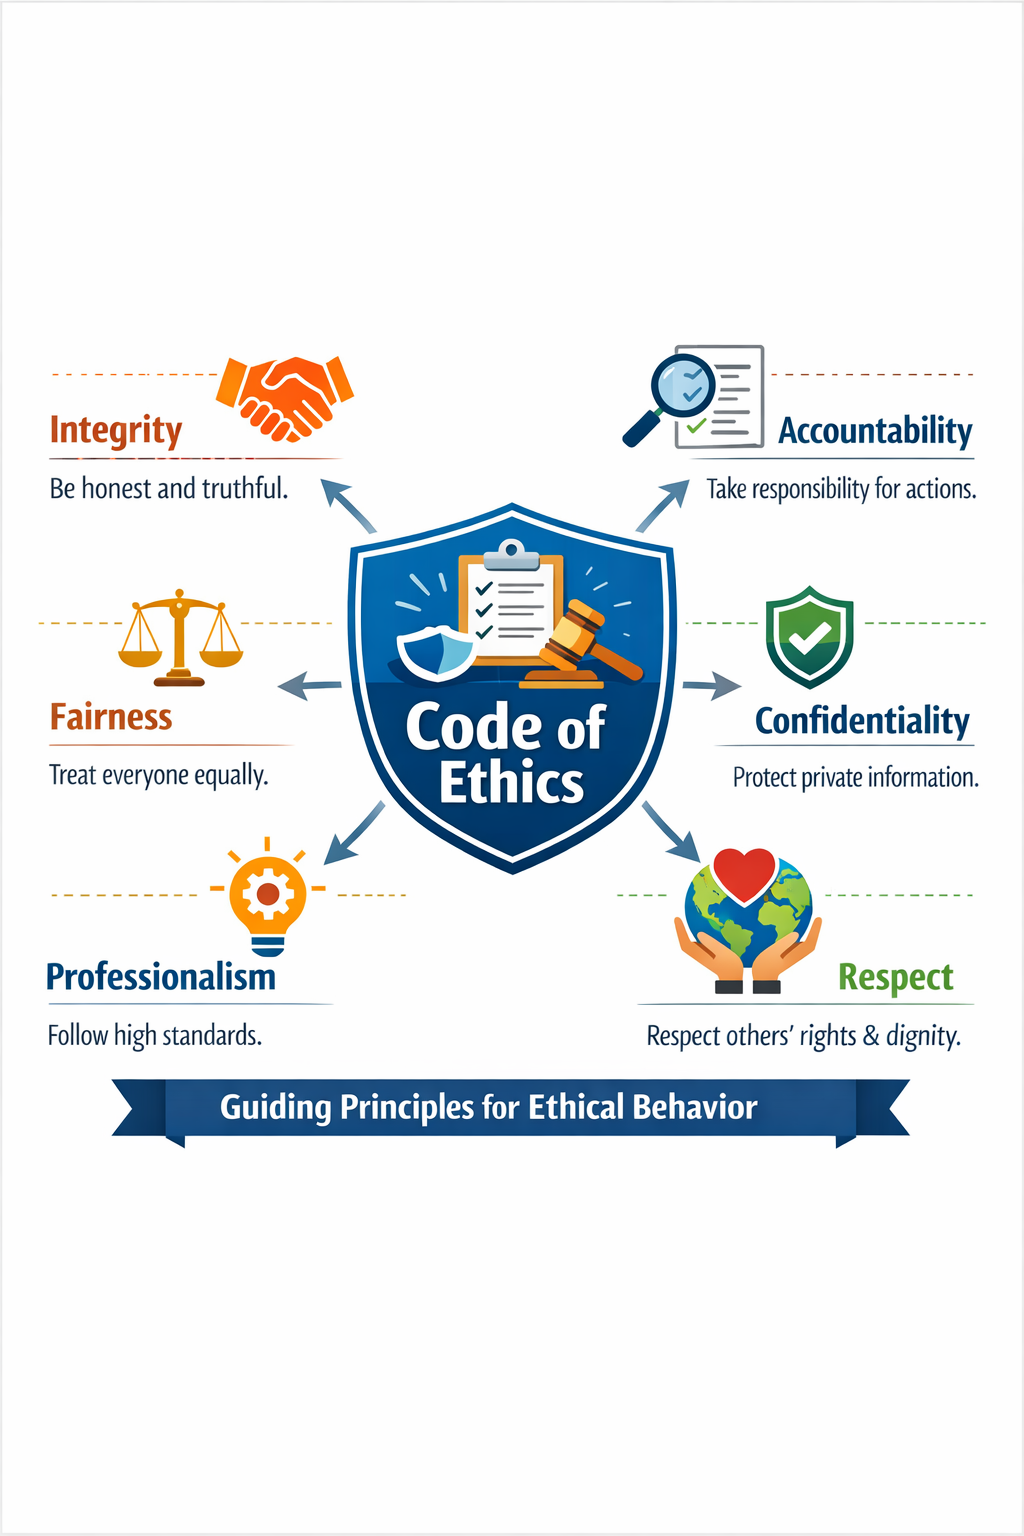 Integrity
Be honest and truthful.
Accountability
Take responsibility for actions.
Code of
Ethics
Fairness
Treat everyone equally.
Confidentiality
Protect private information.
Professionalism
Follow high standards.
Respect
Respect others’ rights & dignity.
Guiding Principles for Ethical Behavior